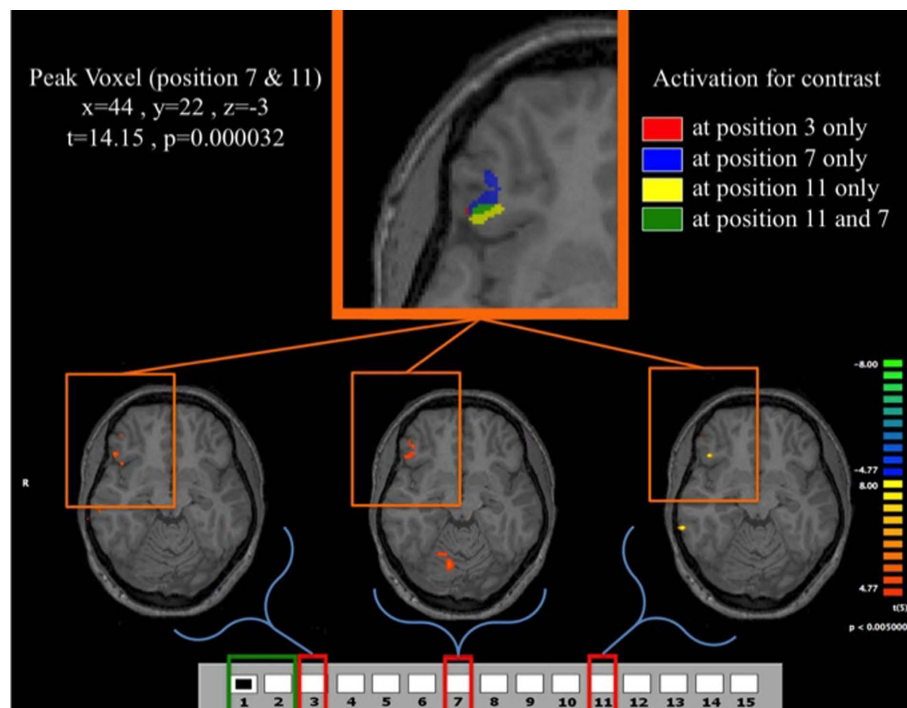 Peak Voxel (position 7 & 11)
x=44 , y=22 , z=-3
t=14.15 , p=0.000032
Activation for contrast
at position 3 only
at position 7 only
at position 11 only
at position 11 and 7
R
-8.00
-4.77
8.00
4.77
t(5)
p < 0.005000
1 2 3 4 5 6 7 8 9 10 11 12 13 14 15